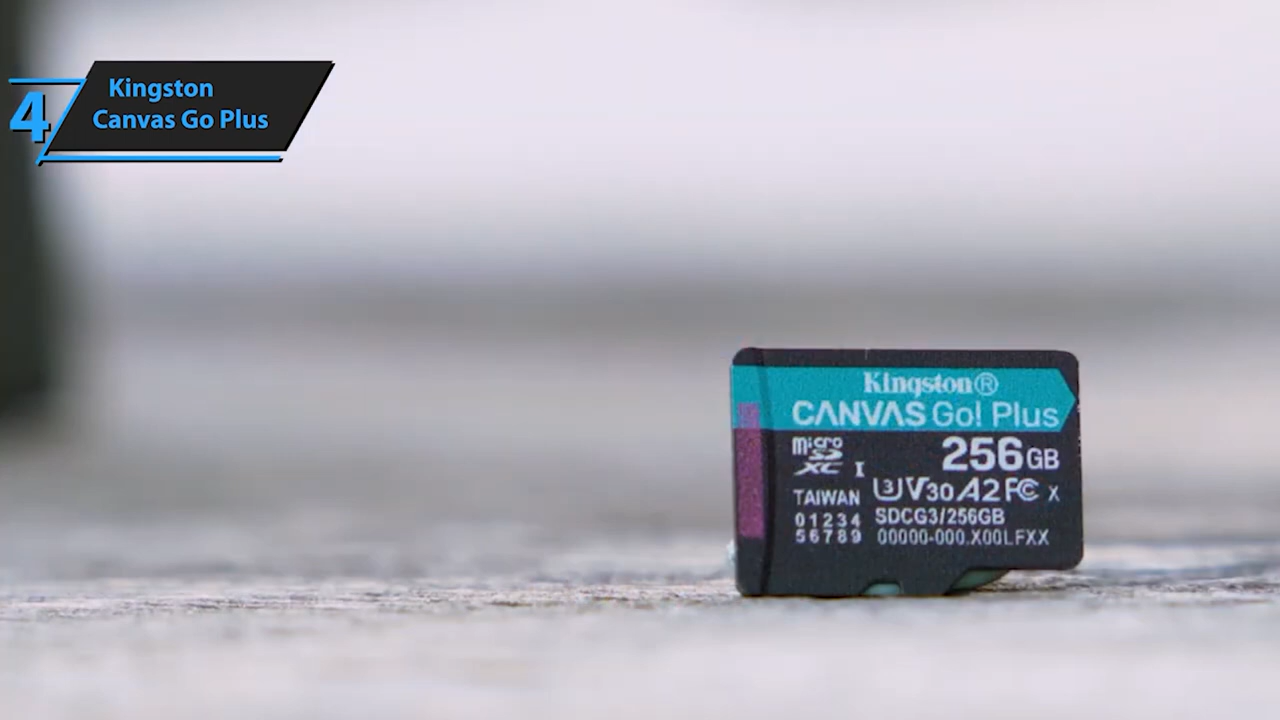 4
Kingston
Canvas Go Plus
Kingston®
CANVAS Go! Plus
micro SD XC I
256GB
TAIWAN
U3 V30 A2 FC X
01234
56789
SDCG3/256GB
00000-000.X00LFXX